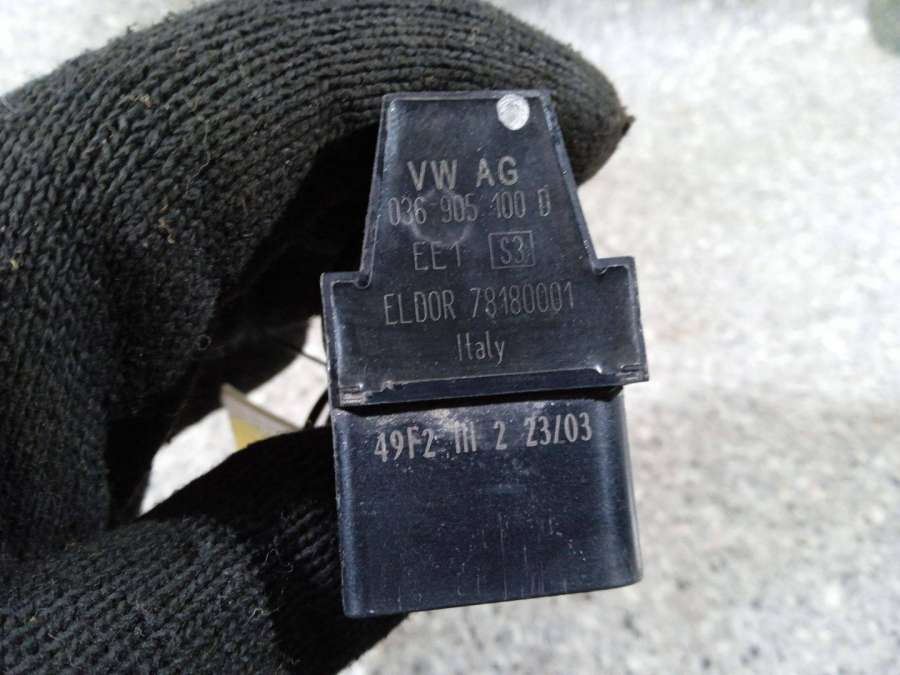 VW AG
036 905 100 D
EE1 S3
ELDOR 78180001
Italy
49F2 III 2 23/03